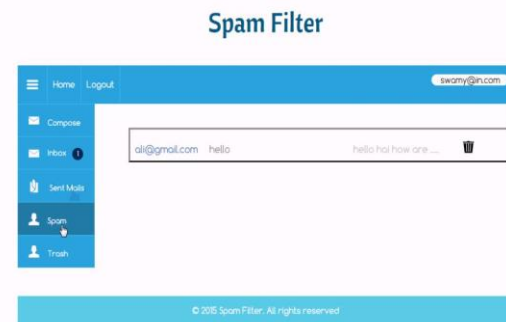 Spam Filter
Home Logout
swamy@in.com
Compose
Inbox 1
Sent Mails
Spam
Trash
ali@gmail.com hello hello hai how are ....
© 2015 Spam Filter. All rights reserved